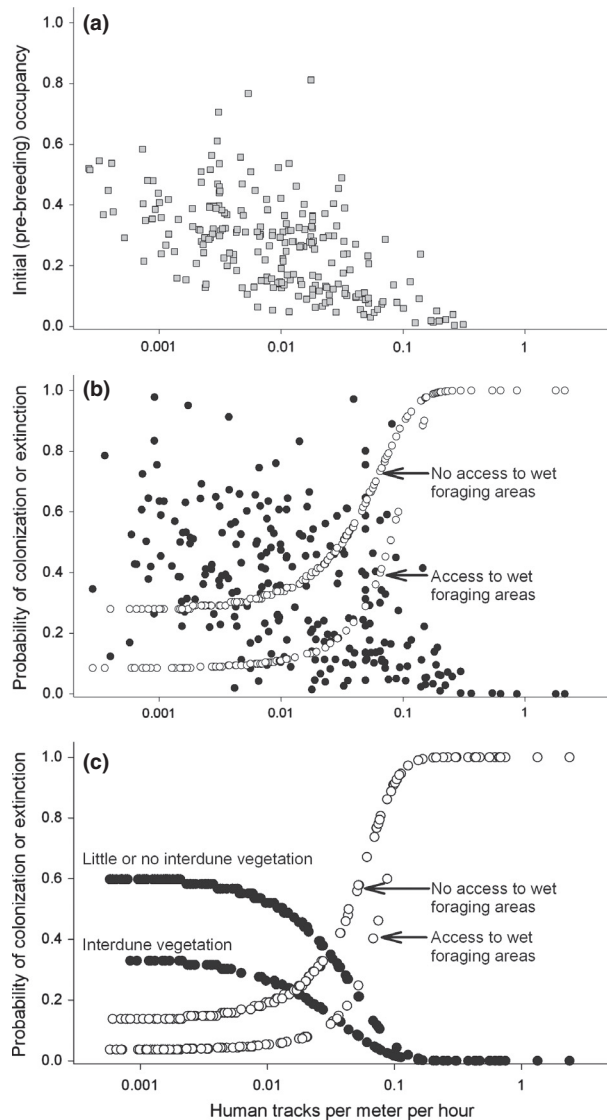 (a)
Initial (pre-breeding) occupancy
1.0
0.8
0.6
0.4
0.2
0.0
0.001
0.01
0.1
1
(b)
Probability of colonization or extinction
1.0
0.8
0.6
0.4
0.2
0.0
No access to wet
foraging areas
Access to wet
foraging areas
0.001
0.01
0.1
1
(c)
Probability of colonization or extinction
1.0
0.8
0.6
0.4
0.2
0.0
Little or no interdune vegetation
Interdune vegetation
No access to wet
foraging areas
Access to wet
foraging areas
0.001
0.01
0.1
1
Human tracks per meter per hour